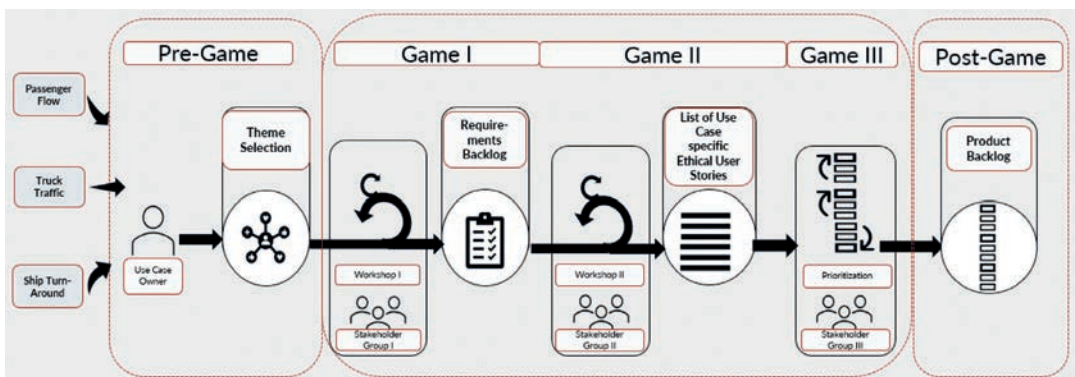 Pre-Game
Game I
Game II
Game III
Post-Game
Passenger
Flow
Truck
Traffic
Ship Turn-
Around
Use Case
Owner
Theme
Selection
Workshop I
Stakeholder
Group I
Require-
ments
Backlog
Workshop II
Stakeholder
Group II
List of Use
Case
specific
Ethical User
Stories
Prioritization
Stakeholder
Group III
Product
Backlog